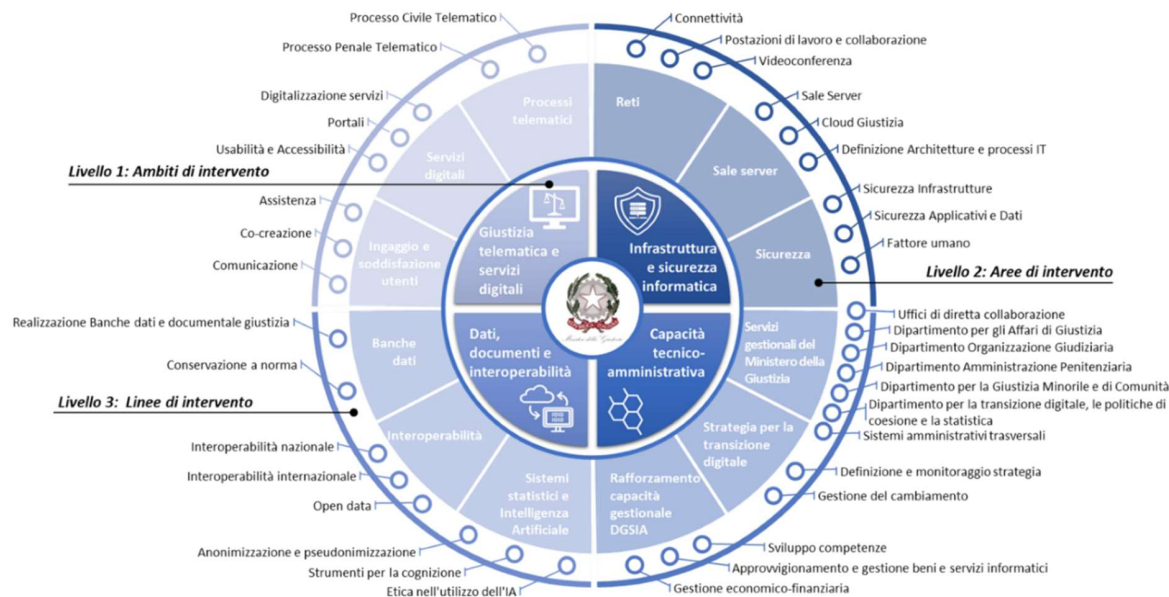 Processo Civile Telematico
Processo Penale Telematico
Digitalizzazione servizi
Portali
Usabilità e Accessibilità
Livello 1: Ambiti di intervento
Assistenza
Co-creazione
Comunicazione
Realizzazione Banche dati e documentale giustizia
Conservazione a norma
Livello 3: Linee di intervento
Interoperabilità nazionale
Interoperabilità internazionale
Open data
Anonimizzazione e pseudonimizzazione
Strumenti per la cognizione
Etica nell'utilizzo dell'IA
Connettività
Postazioni di lavoro e collaborazione
Videoconferenza
Sale Server
Cloud Giustizia
Definizione Architetture e processi IT
Sicurezza Infrastrutture
Sicurezza Applicativi e Dati
Fattore umano
Livello 2: Aree di intervento
Uffici di diretta collaborazione
Dipartimento per gli Affari di Giustizia
Dipartimento Organizzazione Giudiziaria
Dipartimento Amministrazione Penitenziaria
Dipartimento per la Giustizia Minorile e di Comunità
Dipartimento per la transizione digitale, le politiche di
coesione e la statistica
Sistemi amministrativi trasversali
Definizione e monitoraggio strategia
Gestione del cambiamento
Sviluppo competenze
Approvvigionamento e gestione beni e servizi informatici
Gestione economico-finanziaria
Processi
telematici
Servizi
digitali
Ingaggio e
soddisfazione
utenti
Banche
dati
Interoperabilità
Sistemi
statistici e
Intelligenza
Artificiale
Reti
Sale server
Sicurezza
Servizi
gestionali del
Ministero della
Giustizia
Strategia per la
transizione
digitale
Rafforzamento
capacità
gestionale
DGSIA
Giustizia
telematica e
servizi
digitali
Infrastruttura
e sicurezza
informatica
Dati,
documenti e
interoperabilità
Capacità
tecnico-
amministrativa
Ministero della Giustizia